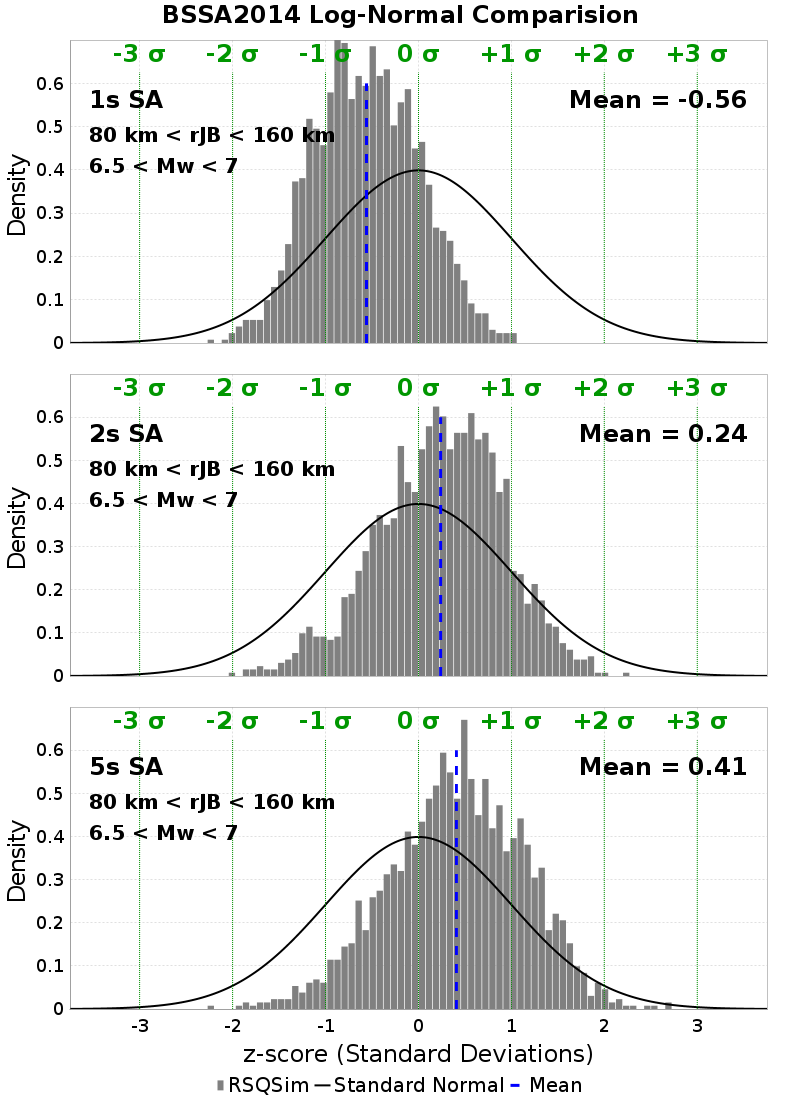 BSSA2014 Log-Normal Comparision
-3 σ -2 σ -1 σ 0 σ +1 σ +2 σ +3 σ
1s SA
Mean = -0.56
80 km < rJB < 160 km
6.5 < Mw < 7
Density
0.6
0.5
0.4
0.3
0.2
0.1
0
-3 σ -2 σ -1 σ 0 σ +1 σ +2 σ +3 σ
2s SA
Mean = 0.24
80 km < rJB < 160 km
6.5 < Mw < 7
Density
0.6
0.5
0.4
0.3
0.2
0.1
0
-3 σ -2 σ -1 σ 0 σ +1 σ +2 σ +3 σ
5s SA
Mean = 0.41
80 km < rJB < 160 km
6.5 < Mw < 7
Density
0.6
0.5
0.4
0.3
0.2
0.1
0
-3 -2 -1 0 1 2 3
z-score (Standard Deviations)
RSQSim Standard Normal Mean